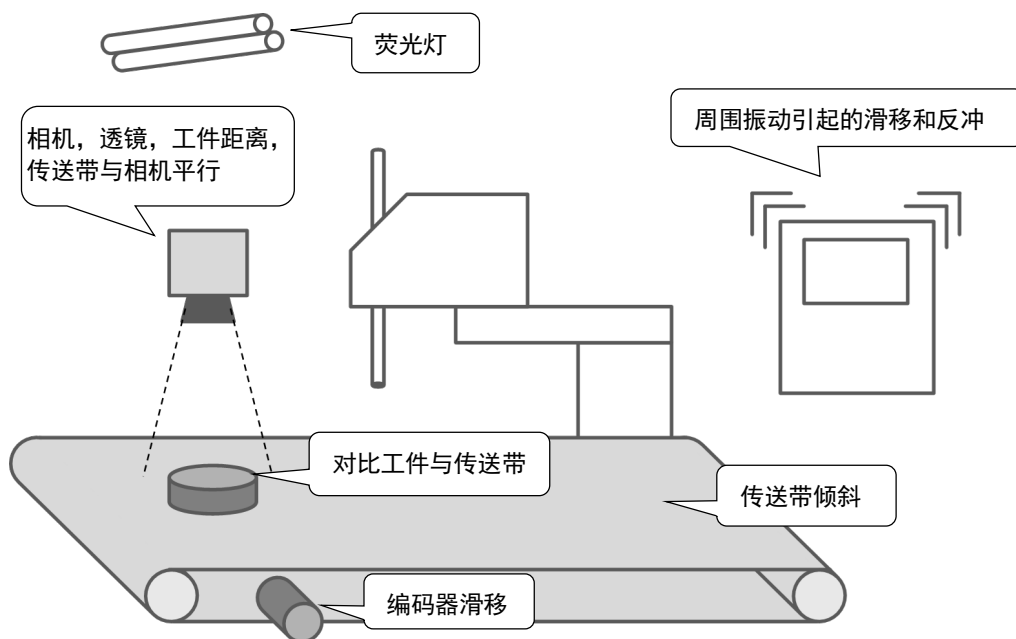 荧光灯
相机，透镜，工件距离，
传送带与相机平行
周围振动引起的滑移和反冲
对比工件与传送带
传送带倾斜
编码器滑移